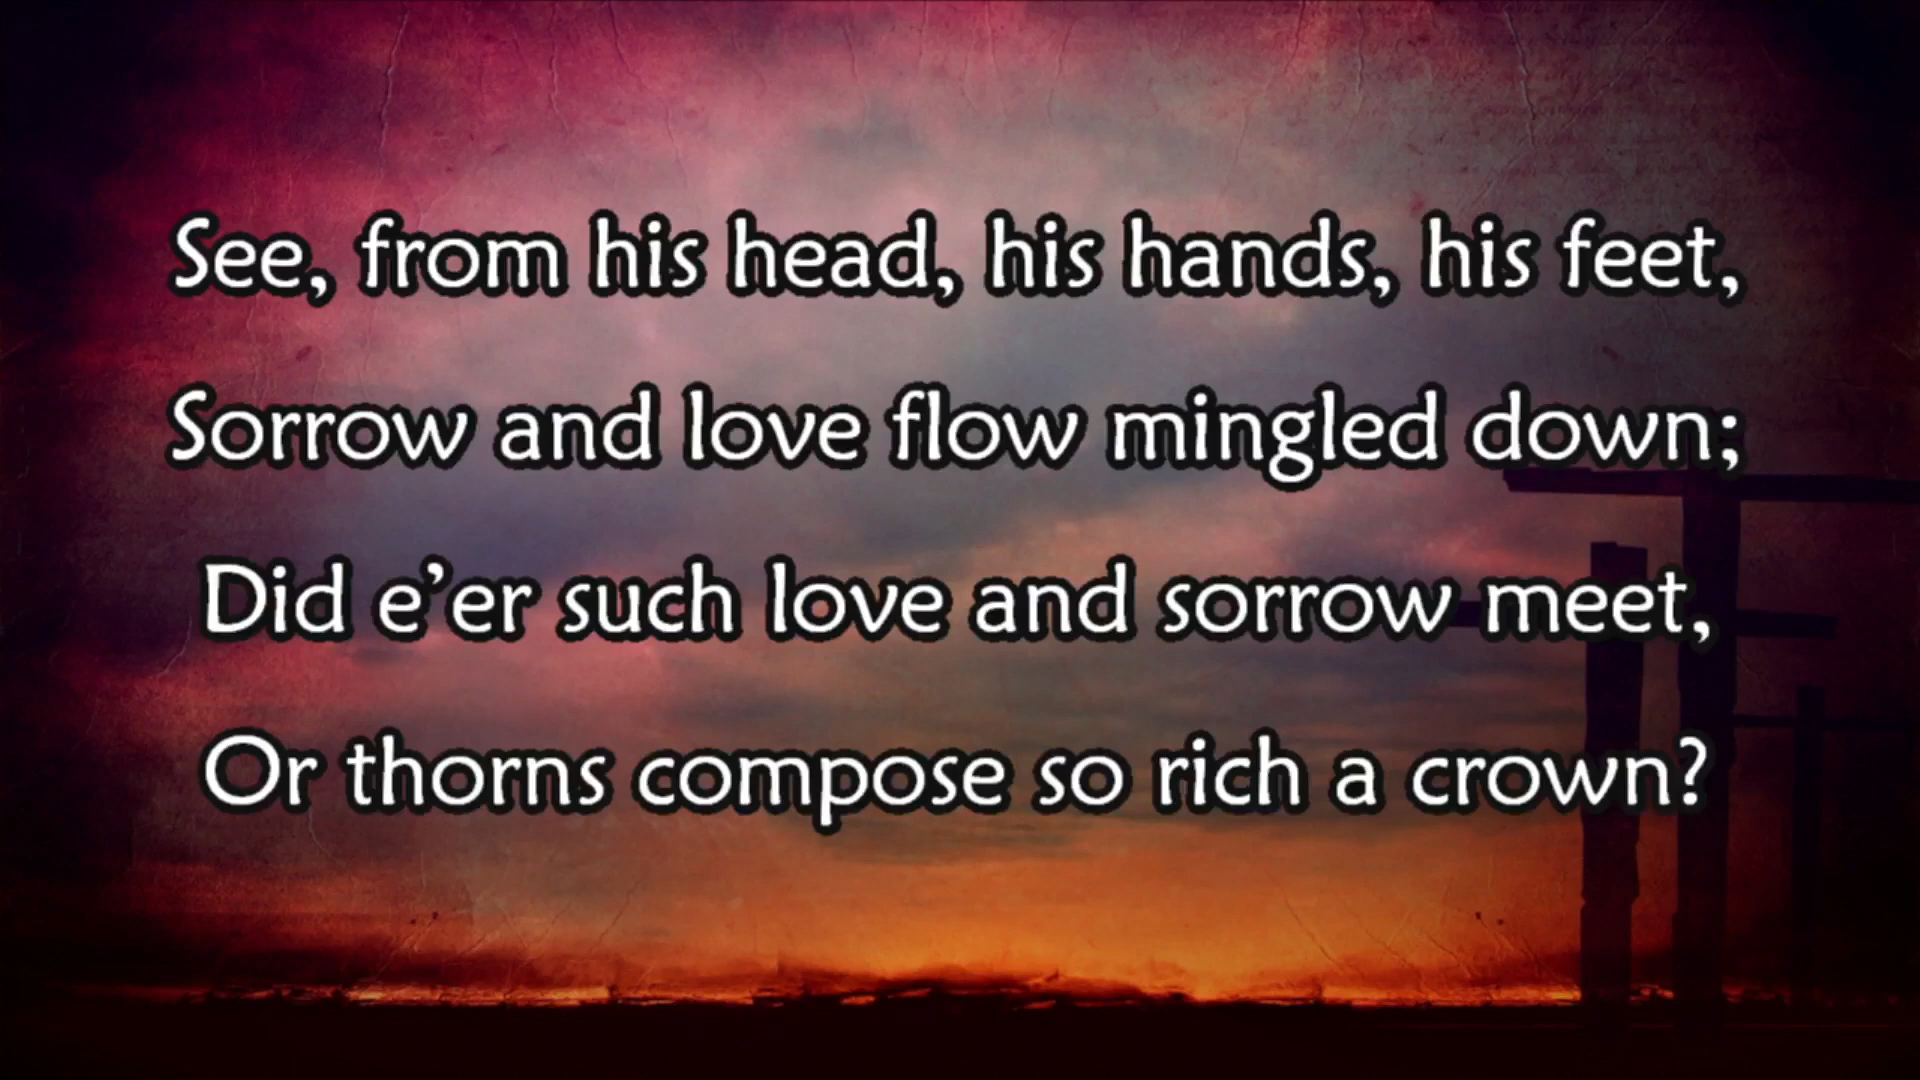 See, from his head, his hands, his feet,
Sorrow and love flow mingled down;
Did e’er such love and sorrow meet,
Or thorns compose so rich a crown?